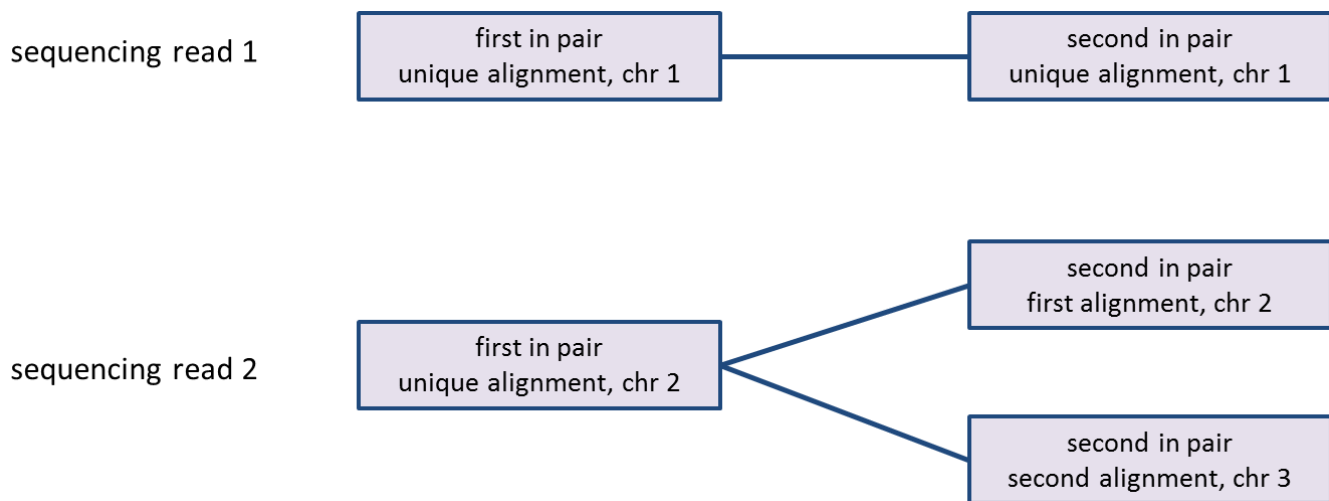 sequencing read 1
first in pair
unique alignment, chr 1
second in pair
unique alignment, chr 1
sequencing read 2
first in pair
unique alignment, chr 2
second in pair
first alignment, chr 2
second in pair
second alignment, chr 3